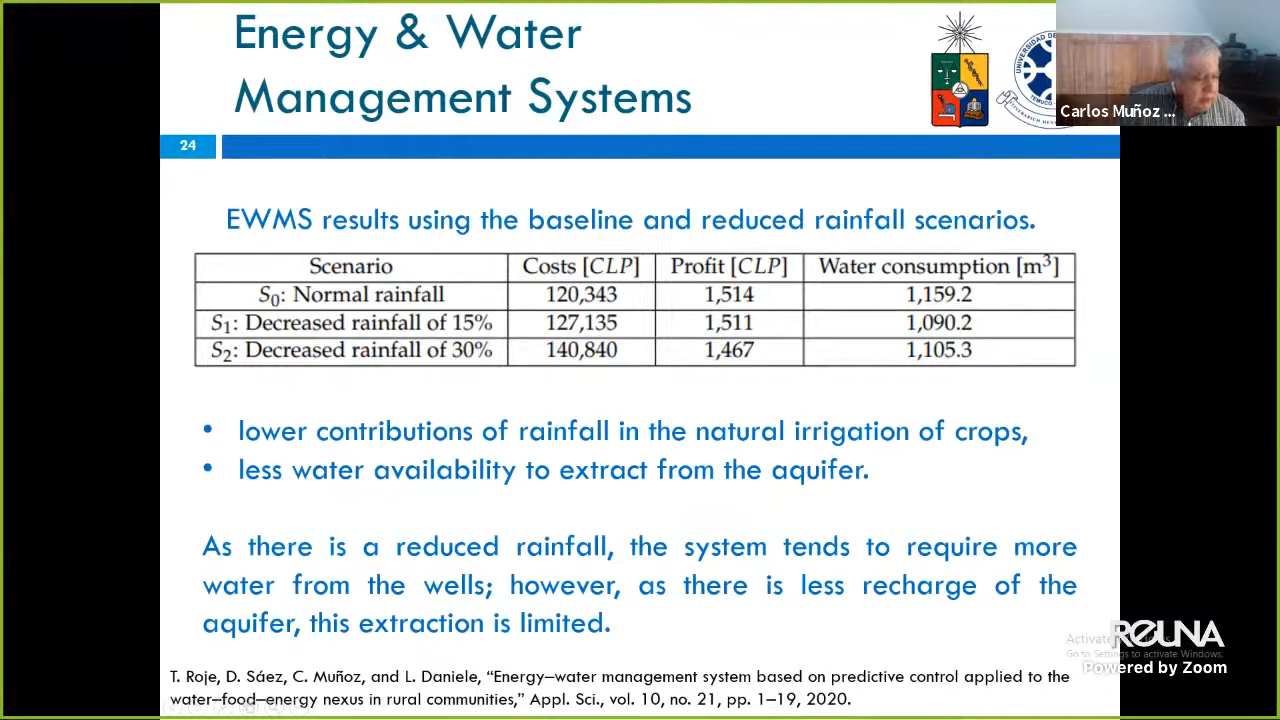 Energy & Water
Management Systems
Carlos Muñoz ...
24
EWMS results using the baseline and reduced rainfall scenarios.
Scenario Costs [CLP] Profit [CLP] Water consumption [m³]
S₀: Normal rainfall 120,343 1,514 1,159.2
S₁: Decreased rainfall of 15% 127,135 1,511 1,090.2
S₂: Decreased rainfall of 30% 140,840 1,467 1,105.3
• lower contributions of rainfall in the natural irrigation of crops,
• less water availability to extract from the aquifer.
As there is a reduced rainfall, the system tends to require more
water from the wells; however, as there is less recharge of the
aquifer, this extraction is limited.
REUNA
Activate
Go to Settings to activate Windows.
Powered by Zoom
T. Roje, D. Sáez, C. Muñoz, and L. Daniele, “Energy–water management system based on predictive control applied to the
water–food–energy nexus in rural communities,” Appl. Sci., vol. 10, no. 21, pp. 1–19, 2020.